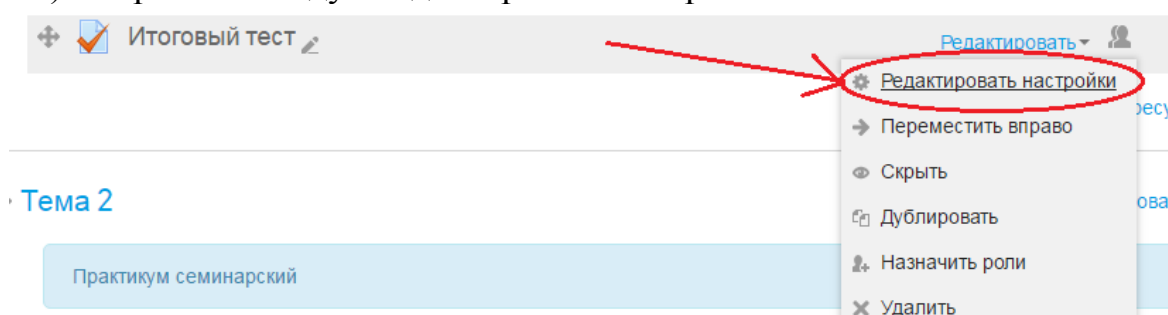 Итоговый тест
Редактировать
Редактировать настройки
Переместить вправо
Скрыть
Тема 2
Дублировать
Назначить роли
Практикум семинарский
Удалить